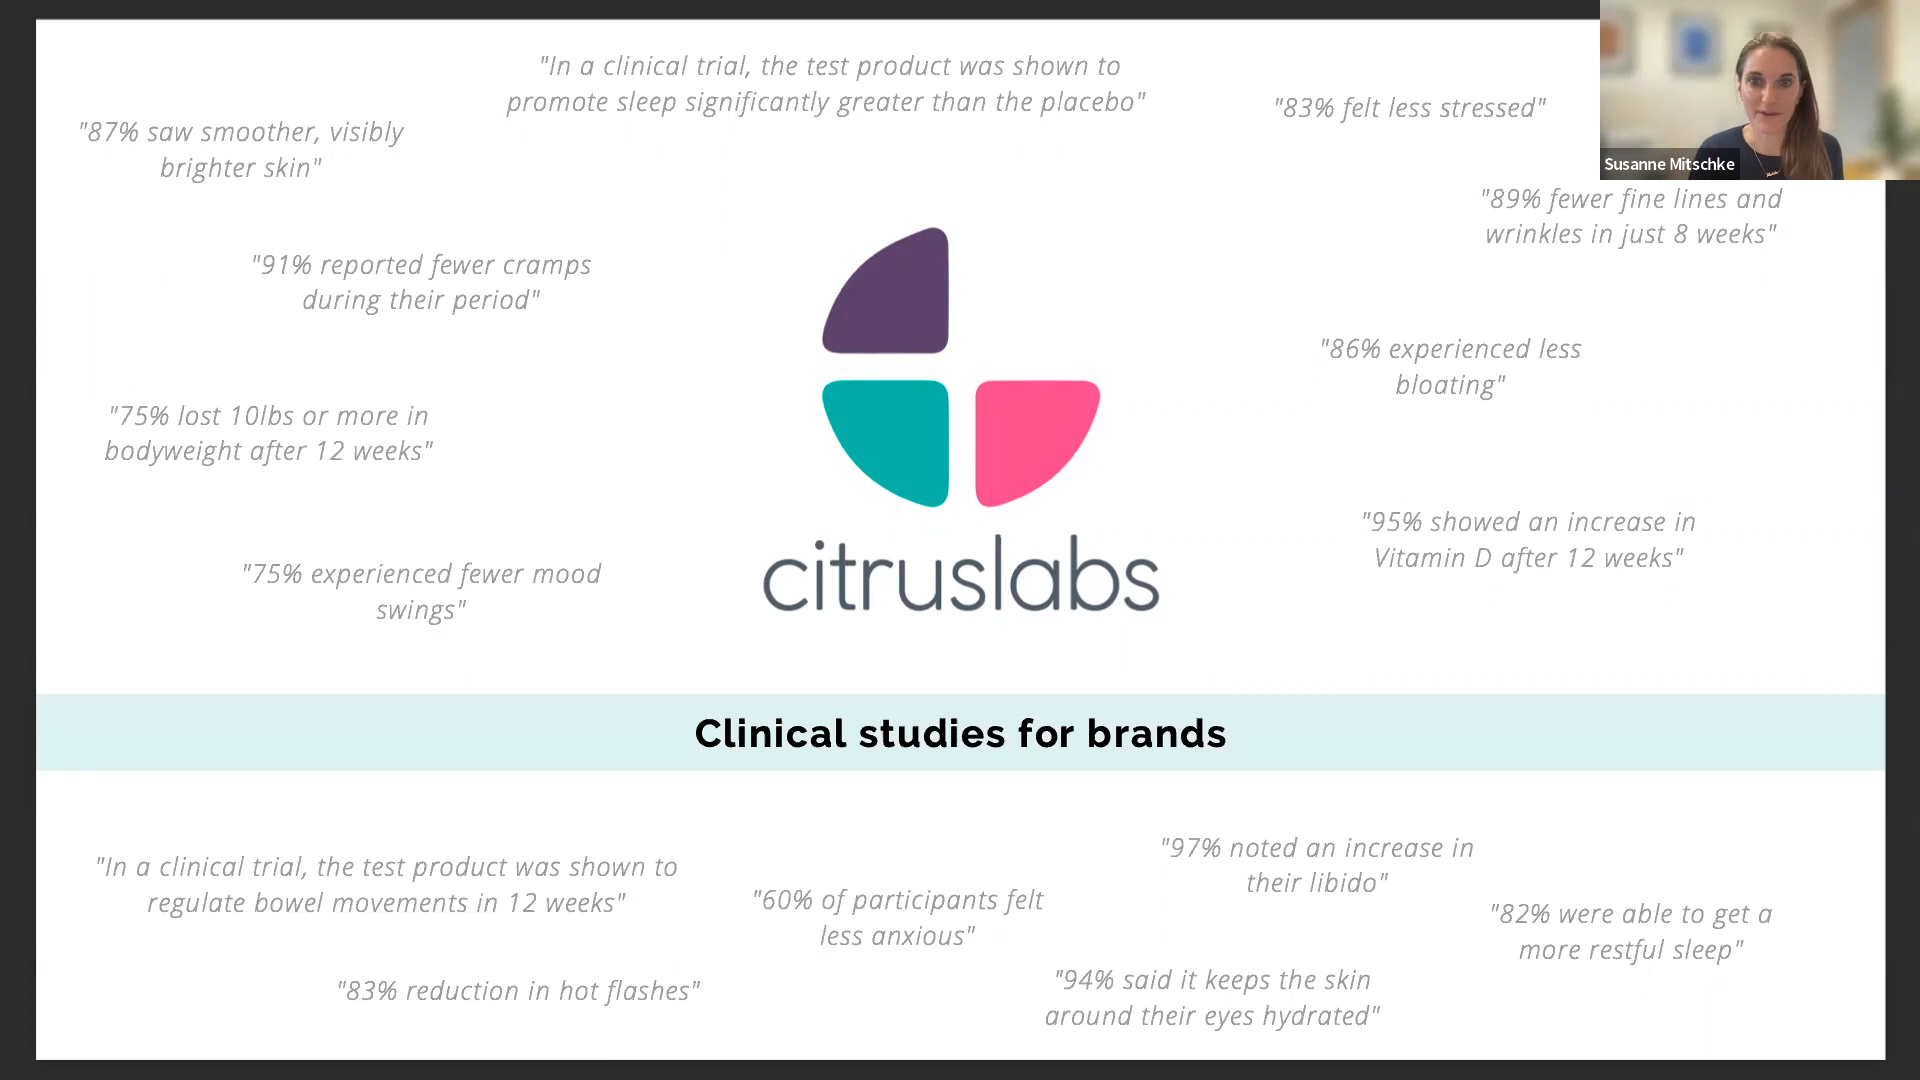 "In a clinical trial, the test product was shown to
promote sleep significantly greater than the placebo"
"87% saw smoother, visibly
brighter skin"
"83% felt less stressed"
Susanne Mitschke
"89% fewer fine lines and
wrinkles in just 8 weeks"
"91% reported fewer cramps
during their period"
"86% experienced less
bloating"
"75% lost 10lbs or more in
bodyweight after 12 weeks"
"95% showed an increase in
Vitamin D after 12 weeks"
"75% experienced fewer mood
swings"
citruslabs
Clinical studies for brands
"In a clinical trial, the test product was shown to
regulate bowel movements in 12 weeks"
"60% of participants felt
less anxious"
"97% noted an increase in
their libido"
"82% were able to get a
more restful sleep"
"83% reduction in hot flashes"
"94% said it keeps the skin
around their eyes hydrated"